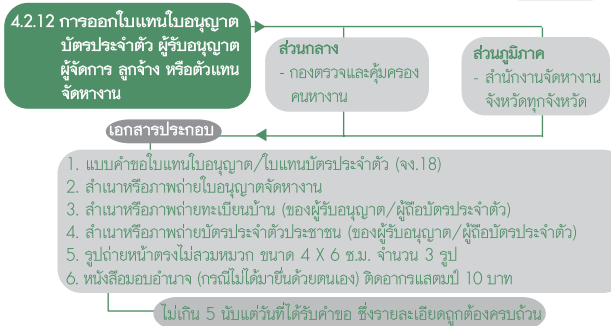 4.2.12 การออกใบแทนใบอนุญาต
บัตรประจำตัว ผู้รับอนุญาต
ผู้จัดการ ลูกจ้าง หรือตัวแทน
จัดหางาน
ส่วนกลาง
- กองตรวจและคุ้มครอง
คนหางาน
ส่วนภูมิภาค
- สำนักงานจัดหางาน
จังหวัดทุกจังหวัด
เอกสารประกอบ
1. แบบคำขอใบแทนใบอนุญาต/ใบแทนบัตรประจำตัว (จง.18)
2. สำเนาหรือภาพถ่ายใบอนุญาตจัดหางาน
3. สำเนาหรือภาพถ่ายทะเบียนบ้าน (ของผู้รับอนุญาต/ผู้ถือบัตรประจำตัว)
4. สำเนาหรือภาพถ่ายบัตรประจำตัวประชาชน (ของผู้รับอนุญาต/ผู้ถือบัตรประจำตัว)
5. รูปถ่ายหน้าตรงไม่สวมหมวก ขนาด 4 X 6 ซ.ม. จำนวน 3 รูป
6. หนังสือมอบอำนาจ (กรณีไม่ได้มายื่นด้วยตนเอง) ติดอากรแสตมป์ 10 บาท
ไม่เกิน 5 นับแต่วันที่ได้รับคำขอ ซึ่งรายละเอียดถูกต้องครบถ้วน